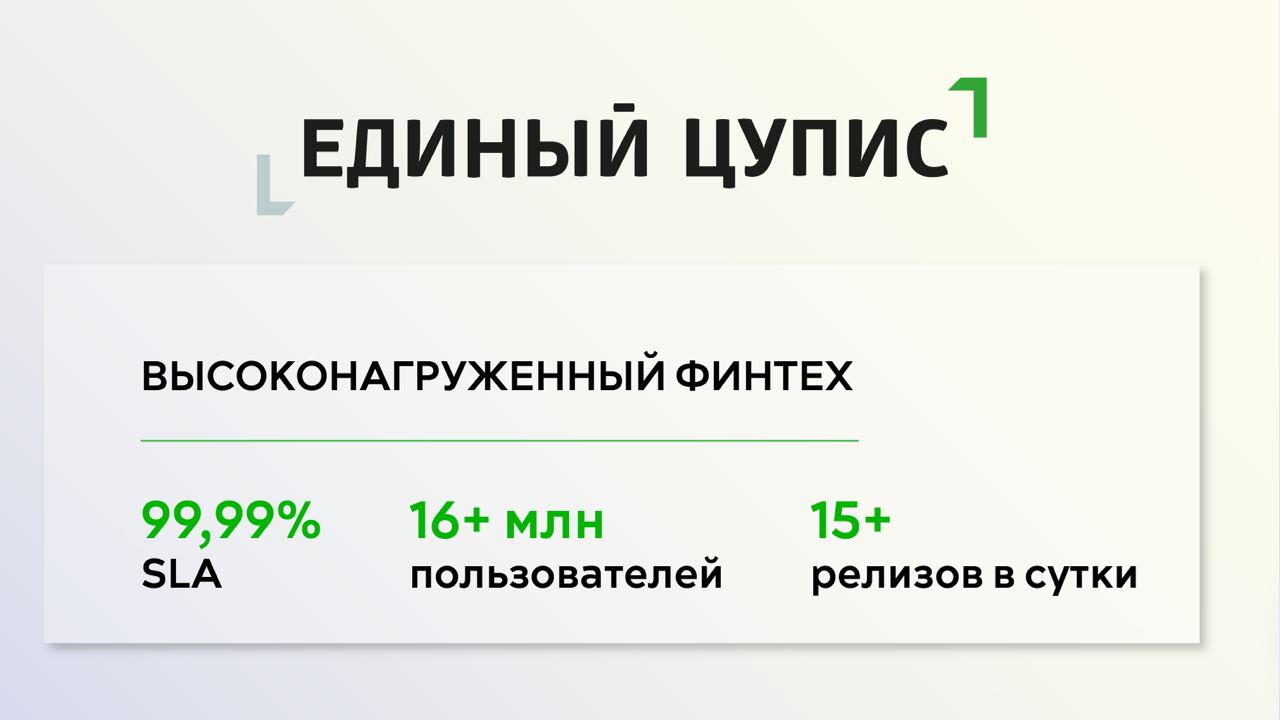 ЕДИНЫЙ ЦУПИС
ВЫСОКОНАГРУЖЕННЫЙ ФИНТЕХ
99,99%
SLA
16+ млн
пользователей
15+
релизов в сутки